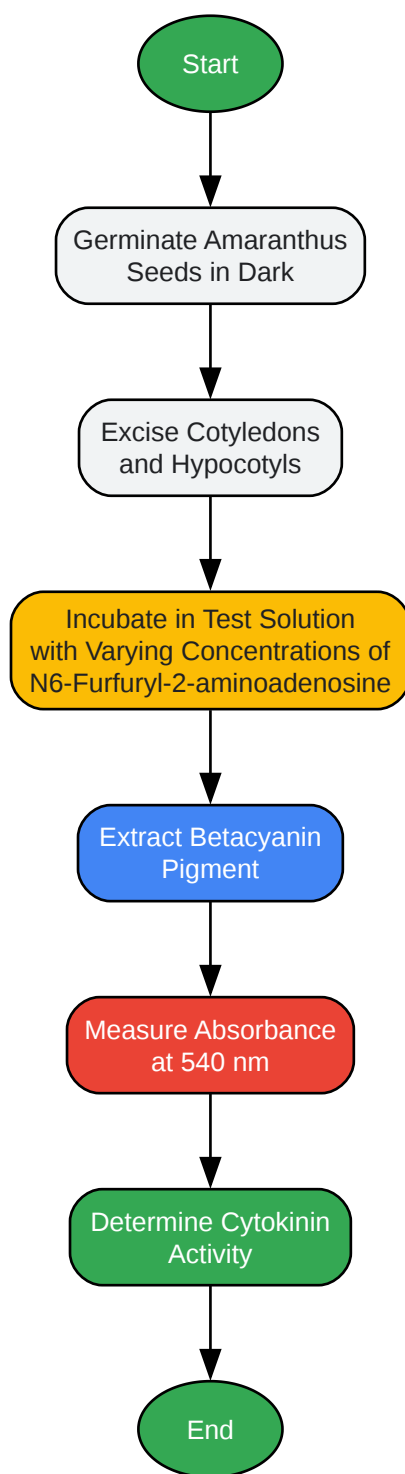 Start
Germinate Amaranthus
Seeds in Dark
Excise Cotyledons
and Hypocotyls
Incubate in Test Solution
with Varying Concentrations of
N6-Furfuryl-2-aminoadenosine
Extract Betacyanin
Pigment
Measure Absorbance
at 540 nm
Determine Cytokinin
Activity
End